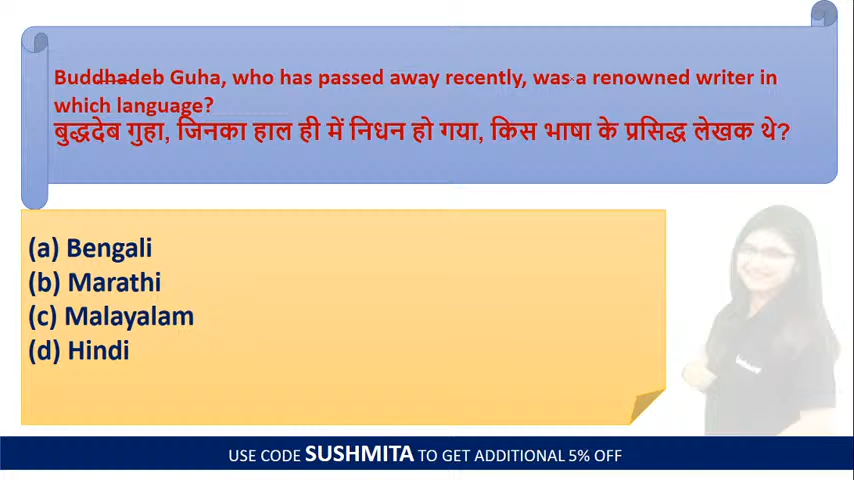 Buddhadeb Guha, who has passed away recently, was a renowned writer in
which language?
बुद्धदेब गुहा, जिनका हाल ही में निधन हो गया, किस भाषा के प्रसिद्ध लेखक थे?
(a) Bengali
(b) Marathi
(c) Malayalam
(d) Hindi
USE CODE SUSHMITA TO GET ADDITIONAL 5% OFF